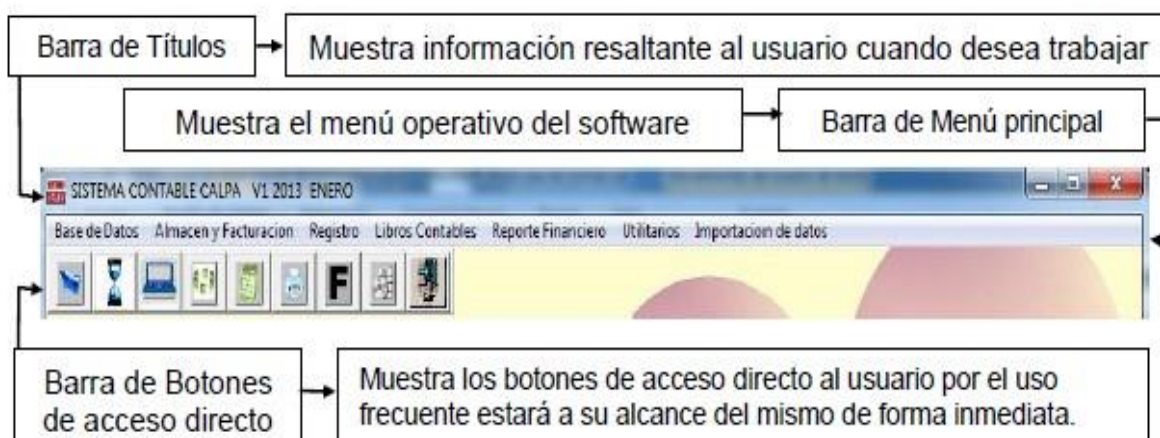 Barra de Títulos
Muestra información resaltante al usuario cuando desea trabajar
Muestra el menú operativo del software
Barra de Menú principal
SISTEMA CONTABLE CALPA V1 2013 ENERO
Base de Datos Almacen y Facturacion Registro Libros Contables Reporte Financiero Utilitarios Importacion de datos
F
Barra de Botones
de acceso directo
Muestra los botones de acceso directo al usuario por el uso
frecuente estará a su alcance del mismo de forma inmediata.